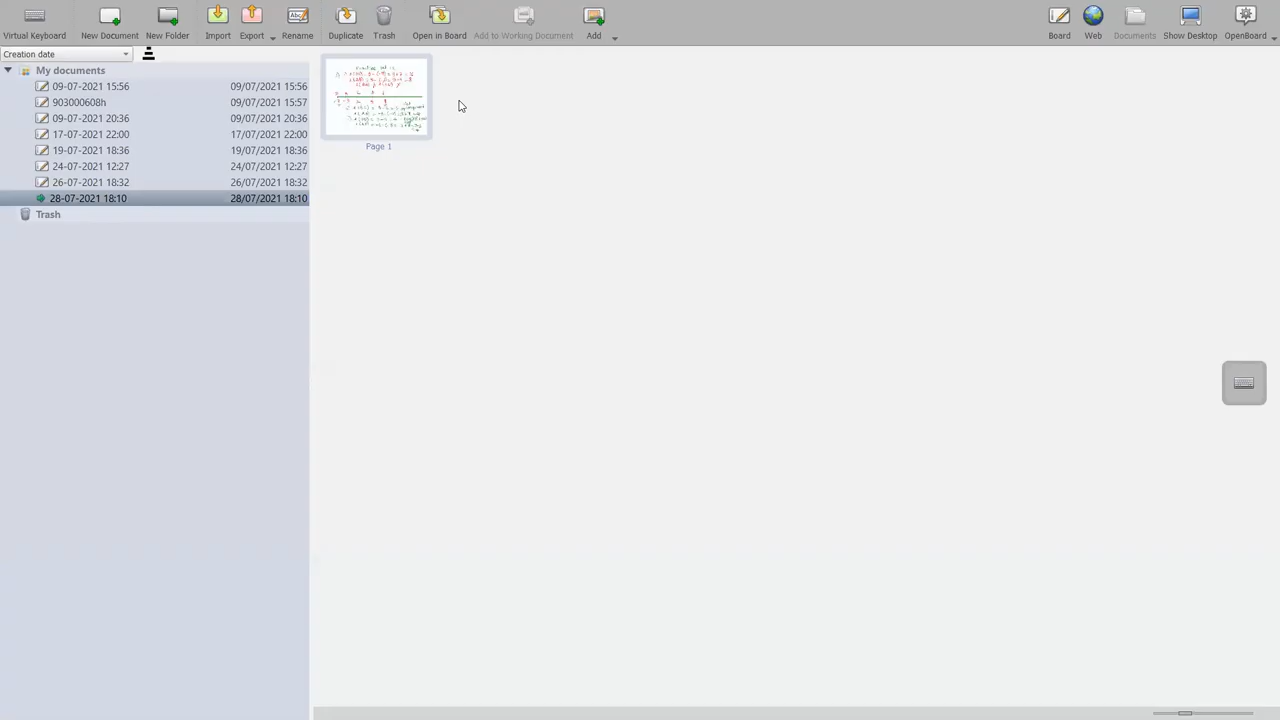 Virtual Keyboard New Document New Folder Import Export Rename Duplicate Trash Open in Board Add to Working Document Add Board Web Documents Show Desktop OpenBoard
Creation date
My documents
09-07-2021 15:56 09/07/2021 15:56
903000608h 09/07/2021 15:57
09-07-2021 20:36 09/07/2021 20:36
17-07-2021 22:00 17/07/2021 22:00
19-07-2021 18:36 19/07/2021 18:36
24-07-2021 12:27 24/07/2021 12:27
26-07-2021 18:32 26/07/2021 18:32
28-07-2021 18:10 28/07/2021 18:10
Trash
Page 1